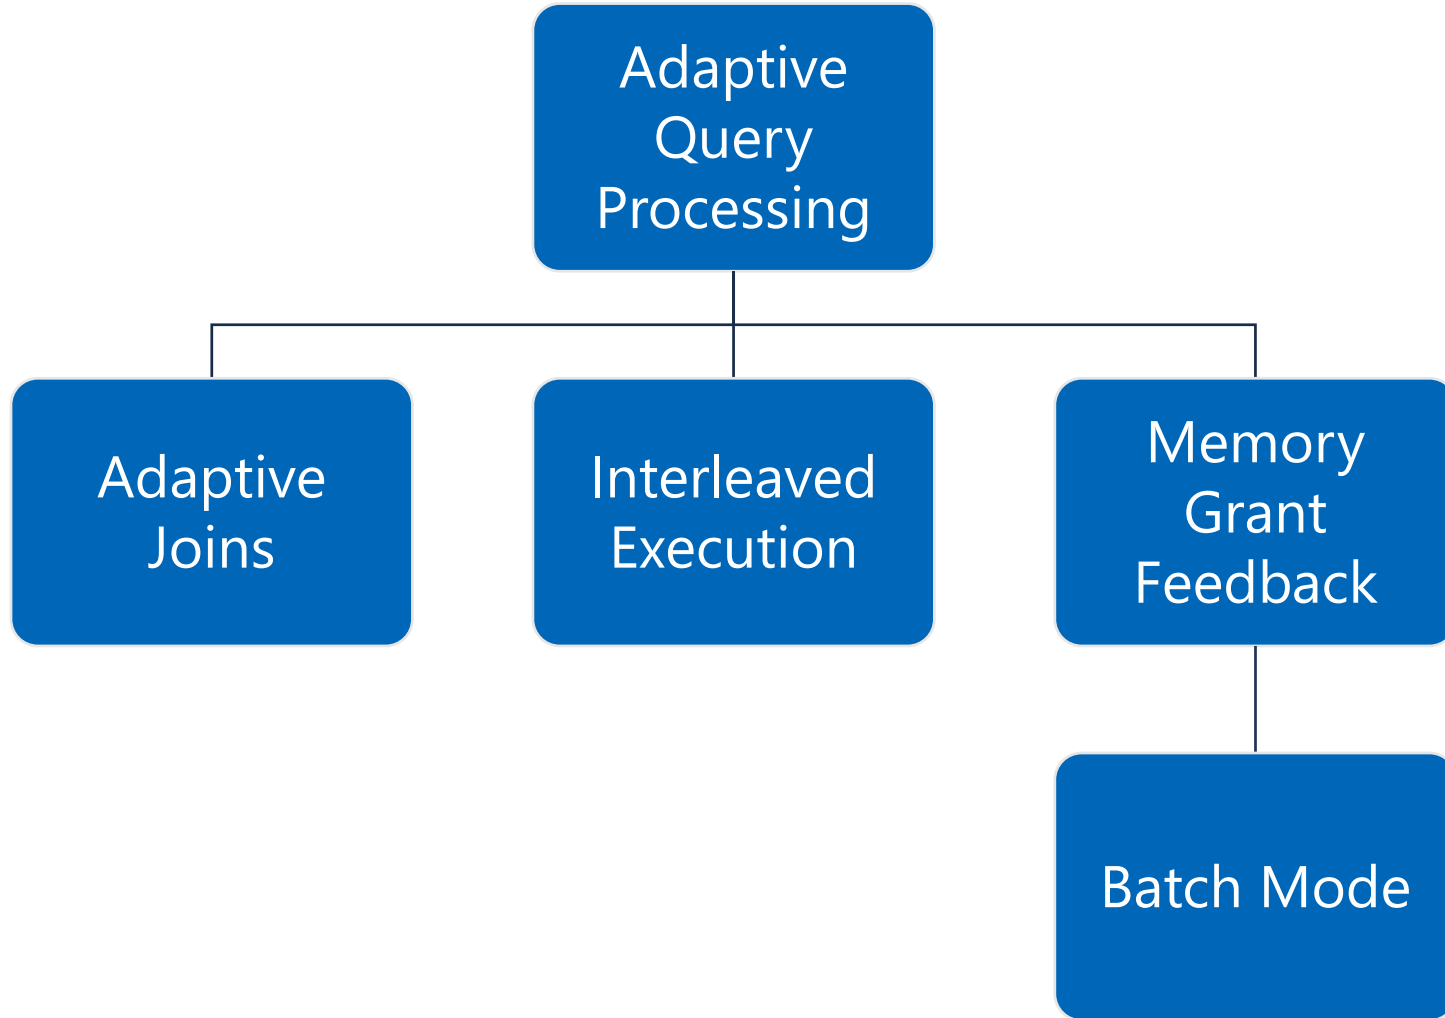 Adaptive
Query
Processing
Adaptive
Joins
Interleaved
Execution
Memory
Grant
Feedback
Batch Mode